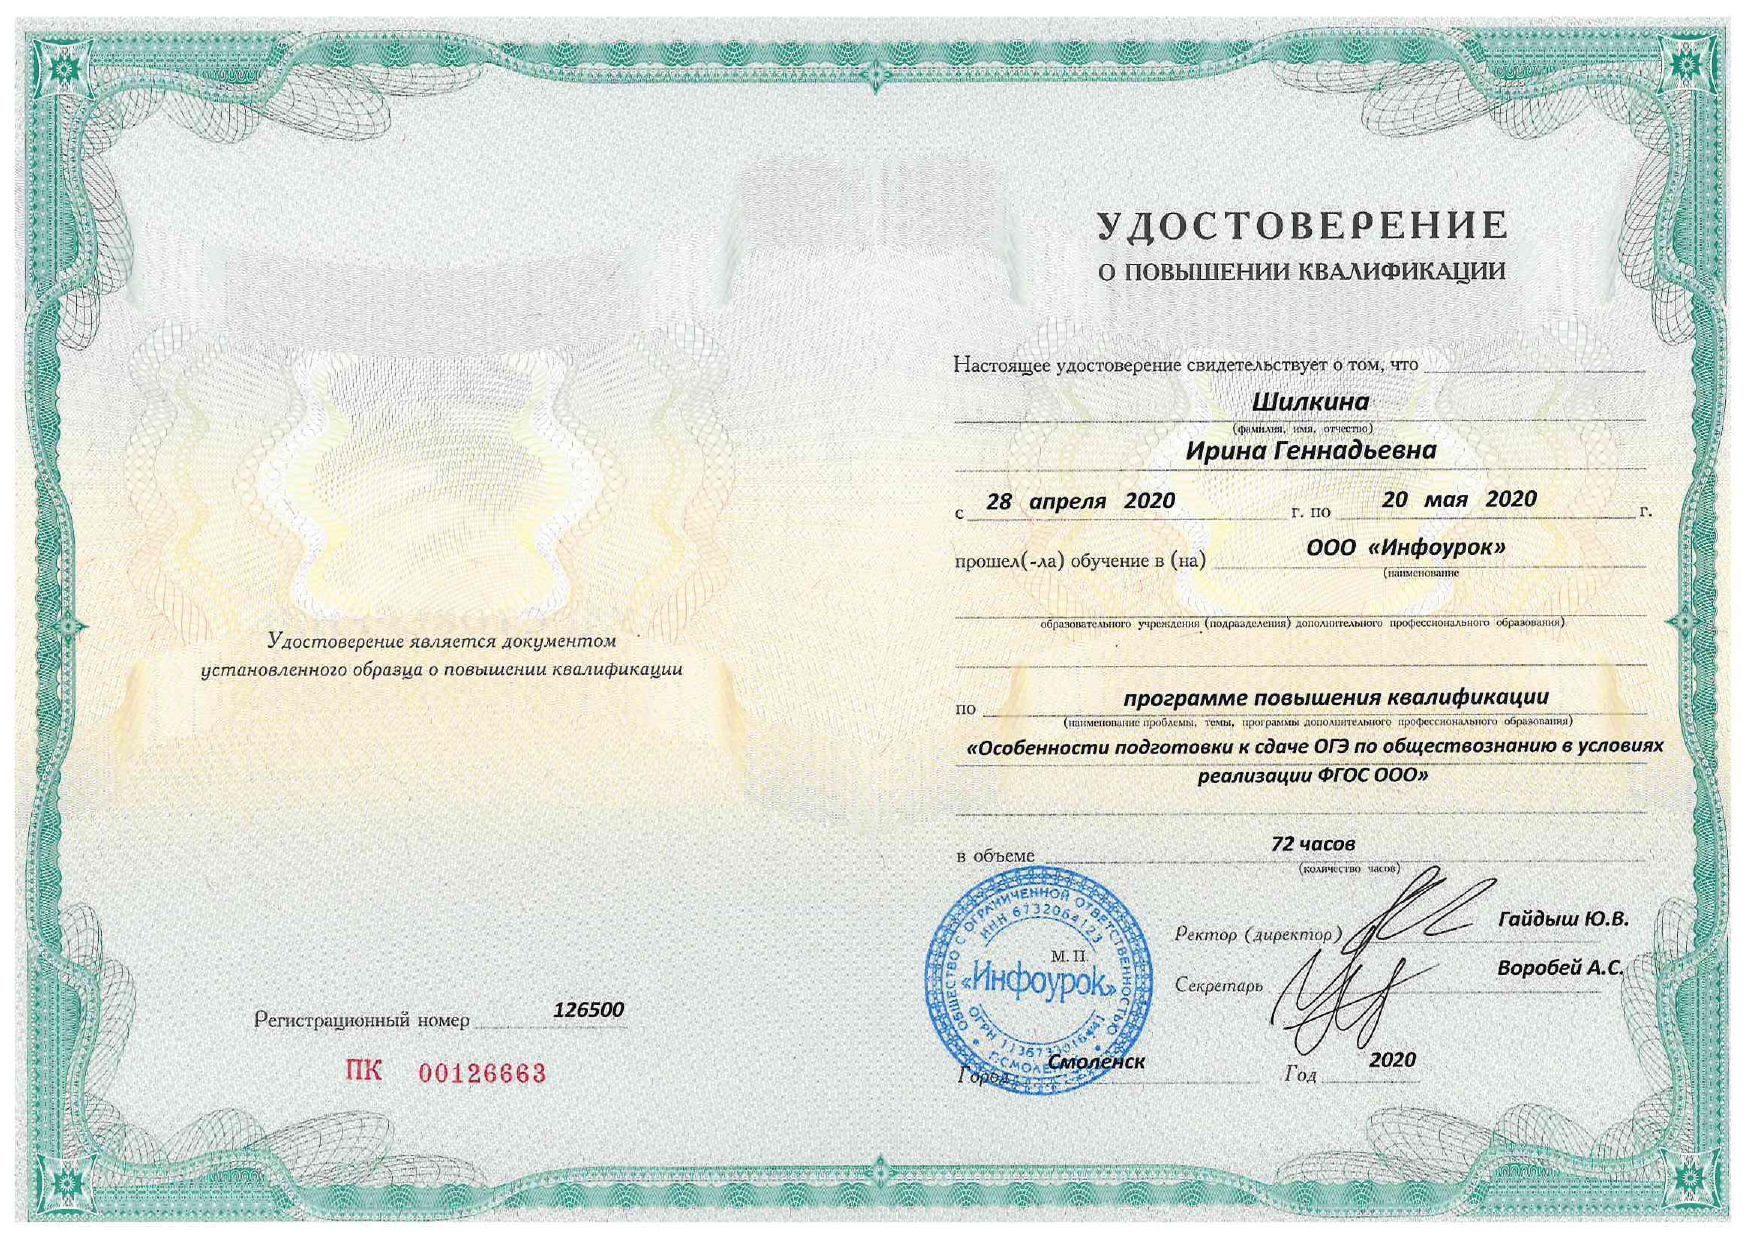 Удостоверение является документом
установленного образца о повышении квалификации
Регистрационный номер 126500
ПК 00126663
УДОСТОВЕРЕНИЕ
О ПОВЫШЕНИИ КВАЛИФИКАЦИИ
Настоящее удостоверение свидетельствует о том, что
Шилкина
(фамилия, имя, отчество)
Ирина Геннадьевна
с 28 апреля 2020 г. по 20 мая 2020 г.
прошел(-ла) обучение в (на) ООО «Инфоурок»
(наименование
образовательного учреждения (подразделения) дополнительного профессионального образования)
по программе повышения квалификации
(наименование проблемы, темы, программы дополнительного профессионального образования)
«Особенности подготовки к сдаче ОГЭ по обществознанию в условиях
реализации ФГОС ООО»
в объеме 72 часов
(количество часов)
ОБЩЕСТВО С ОГРАНИЧЕННОЙ ОТВЕТСТВЕННОСТЬЮ
ИНН 6732064123
М.П.
«Инфоурок»
ОГРН
Г.СМОЛЕНСК
Ректор (директор) Гайдыш Ю.В.
Секретарь Воробей А.С.
Город Смоленск Год 2020